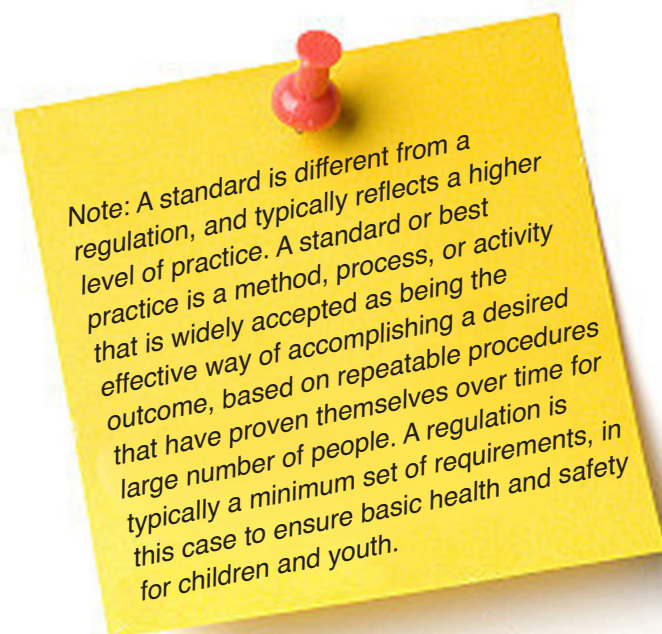 Note: A standard is different from a
regulation, and typically reflects a higher
level of practice. A standard or best
practice is a method, process, or activity
that is widely accepted as being the
effective way of accomplishing a desired
outcome, based on repeatable procedures
that have proven themselves over time for
large number of people. A regulation is
typically a minimum set of requirements, in
this case to ensure basic health and safety
for children and youth.